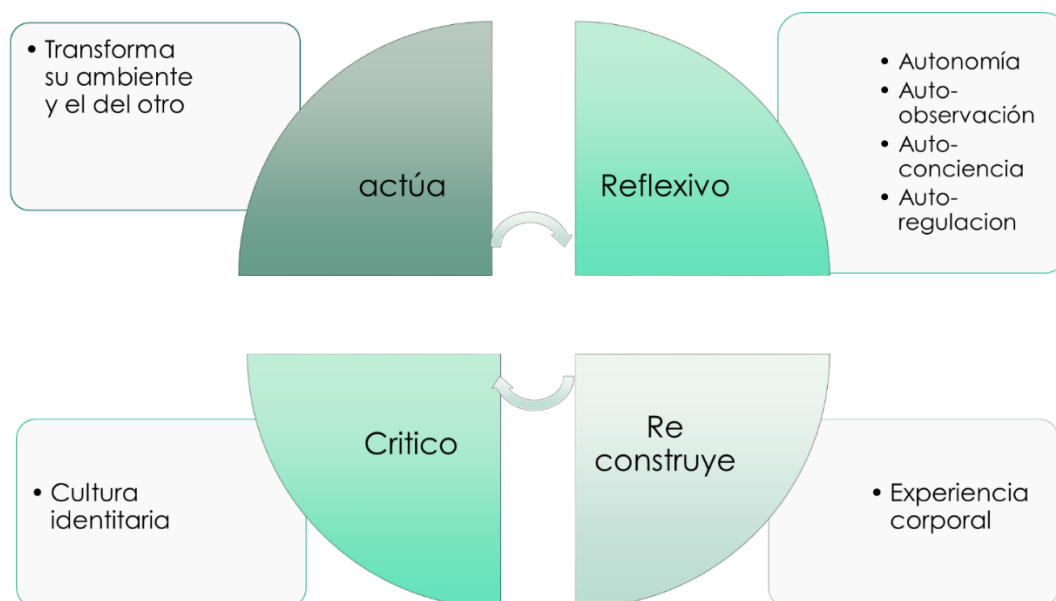 • Transforma
su ambiente
y el del otro
actúa
Reflexivo
• Autonomía
• Auto-
observación
• Auto-
conciencia
• Auto-
regulacion
Critico
Re
construye
• Cultura
identitaria
• Experiencia
corporal